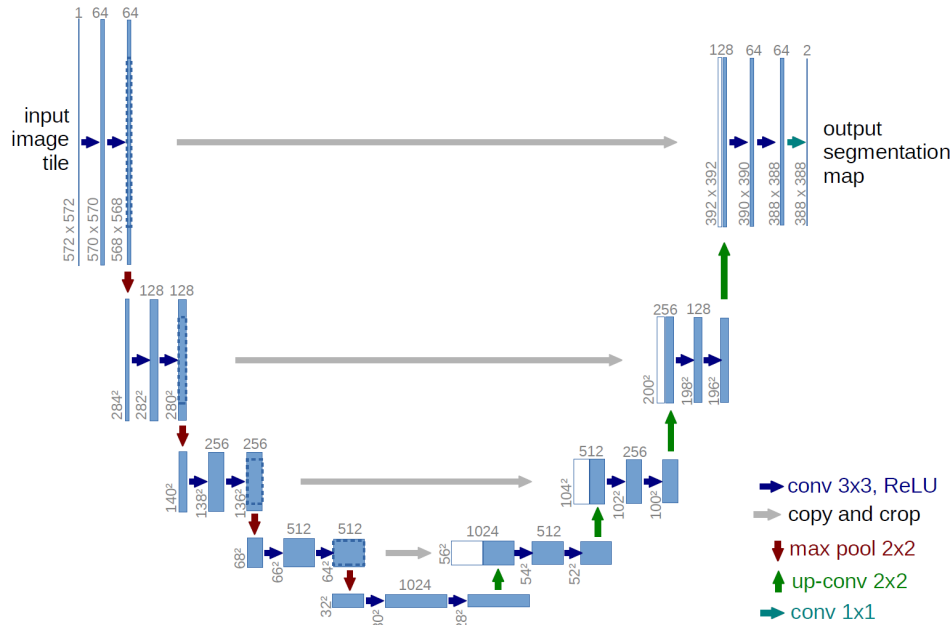 1 64 64
input
image
tile
572 x 572
570 x 570
568 x 568
128 64 64 2
output
segmentation
map
392 x 392
390 x 390
388 x 388
388 x 388
128 128
284²
282²
280²
256 128
200²
198²
196²
256 256
140²
138²
136²
512 256
104²
102²
100²
512 512
68²
66²
64²
1024 512
56²
54²
52²
1024
32²
conv 3x3, ReLU
copy and crop
max pool 2x2
up-conv 2x2
conv 1x1